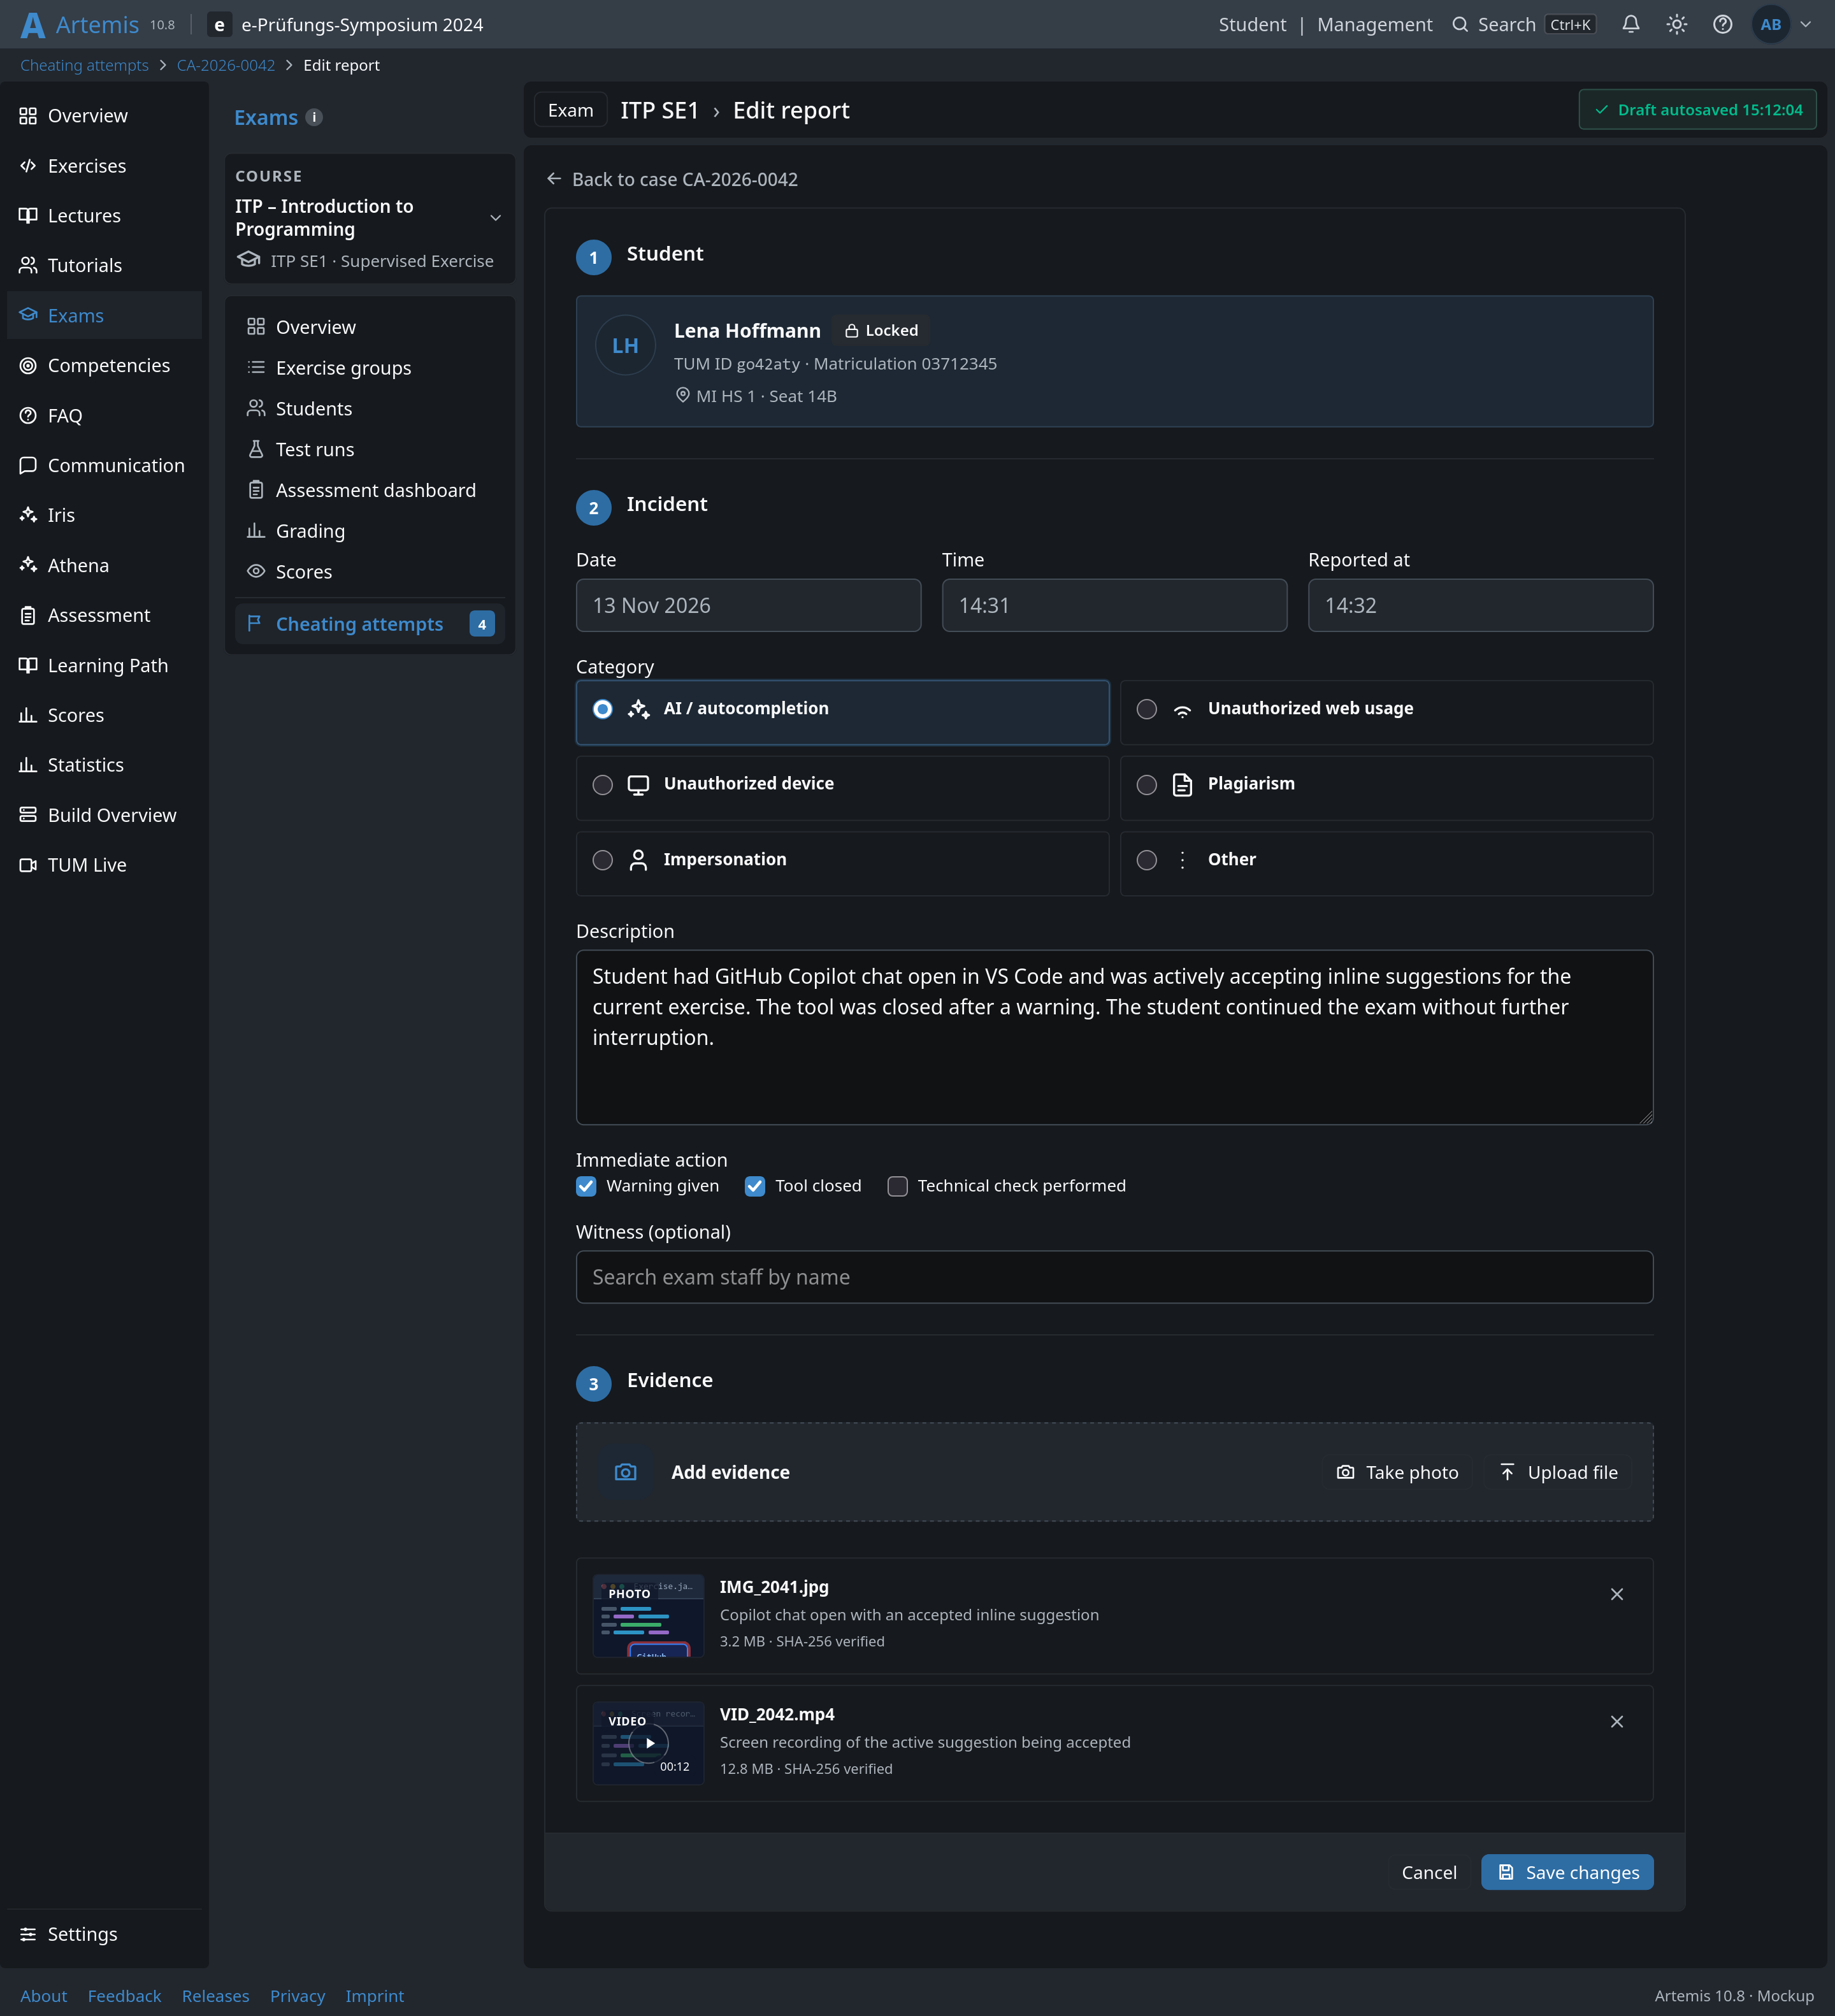 Artemis 10.8
e e-Prüfungs-Symposium 2024
Student | Management Search Ctrl+K AB
Cheating attempts > CA-2026-0042 > Edit report
Overview
Exercises
Lectures
Tutorials
Exams
Competencies
FAQ
Communication
Iris
Athena
Assessment
Learning Path
Scores
Statistics
Build Overview
TUM Live
Settings
Exams i
COURSE
ITP – Introduction to
Programming
ITP SE1 · Supervised Exercise
Overview
Exercise groups
Students
Test runs
Assessment dashboard
Grading
Scores
Cheating attempts 4
Exam ITP SE1 › Edit report
Draft autosaved 15:12:04
Back to case CA-2026-0042
1 Student
LH
Lena Hoffmann Locked
TUM ID go42aty · Matriculation 03712345
MI HS 1 · Seat 14B
2 Incident
Date Time Reported at
13 Nov 2026 14:31 14:32
Category
AI / autocompletion Unauthorized web usage
Unauthorized device Plagiarism
Impersonation Other
Description
Student had GitHub Copilot chat open in VS Code and was actively accepting inline suggestions for the
current exercise. The tool was closed after a warning. The student continued the exam without further
interruption.
Immediate action
Warning given Tool closed Technical check performed
Witness (optional)
Search exam staff by name
3 Evidence
Add evidence Take photo Upload file
PHOTO
IMG_2041.jpg
Copilot chat open with an accepted inline suggestion
3.2 MB · SHA-256 verified
VIDEO
00:12
VID_2042.mp4
Screen recording of the active suggestion being accepted
12.8 MB · SHA-256 verified
Cancel Save changes
About Feedback Releases Privacy Imprint
Artemis 10.8 · Mockup